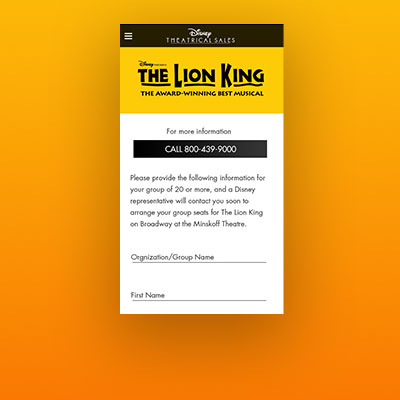 Disney
THEATRICAL SALES
Disney PRESENTS
THE LION KING
THE AWARD-WINNING BEST MUSICAL
For more information
CALL 800-439-9000
Please provide the following information for
your group of 20 or more, and a Disney
representative will contact you soon to
arrange your group seats for The Lion King
on Broadway at the Minskoff Theatre.
Orgnization/Group Name
First Name